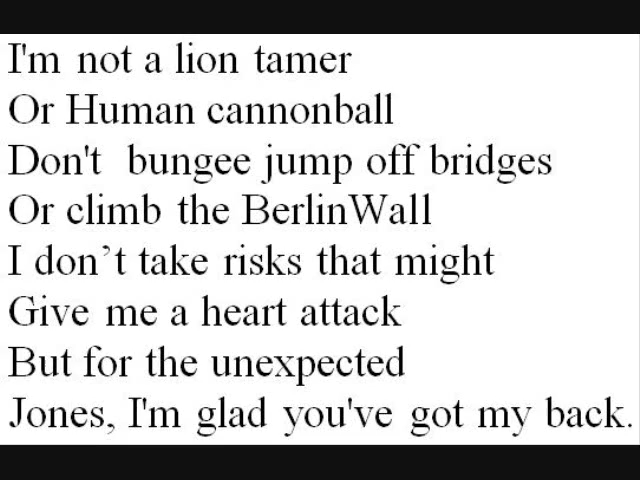 I'm not a lion tamer
Or Human cannonball
Don't  bungee jump off bridges
Or climb the BerlinWall
I don’t take risks that might
Give me a heart attack
But for the unexpected
Jones, I'm glad you've got my back.